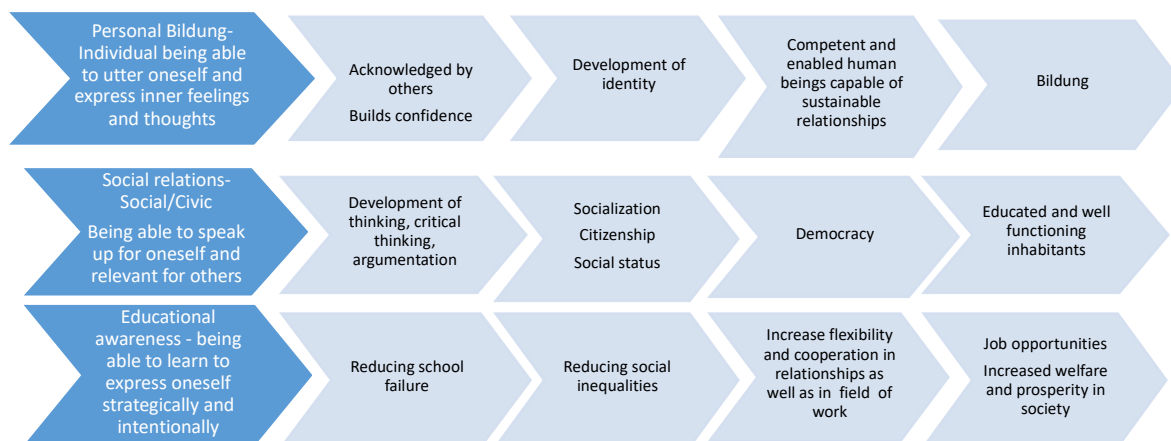 Personal Bildung-
Individual being able
to utter oneself and
express inner feelings
and thoughts
Acknowledged by
others
Builds confidence
Development of
identity
Competent and
enabled human
beings capable of
sustainable
relationships
Bildung
Social relations-
Social/Civic
Being able to speak
up for oneself and
relevant for others
Development of
thinking, critical
thinking,
argumentation
Socialization
Citizenship
Social status
Democracy
Educated and well
functioning
inhabitants
Educational
awareness - being
able to learn to
express oneself
strategically and
intentionally
Reducing school
failure
Reducing social
inequalities
Increase flexibility
and cooperation in
relationships as
well as in field of
work
Job opportunities
Increased welfare
and prosperity in
society